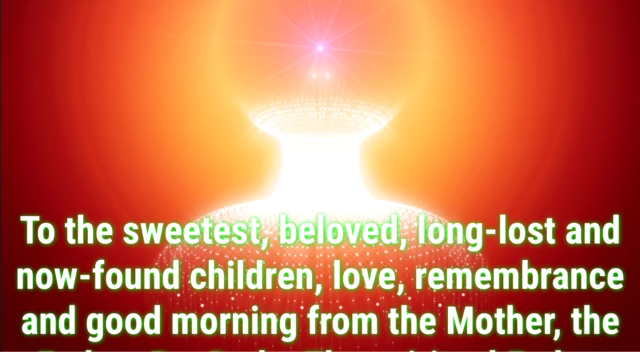 To the sweetest, beloved, long-lost and
now-found children, love, remembrance
and good morning from the Mother, the